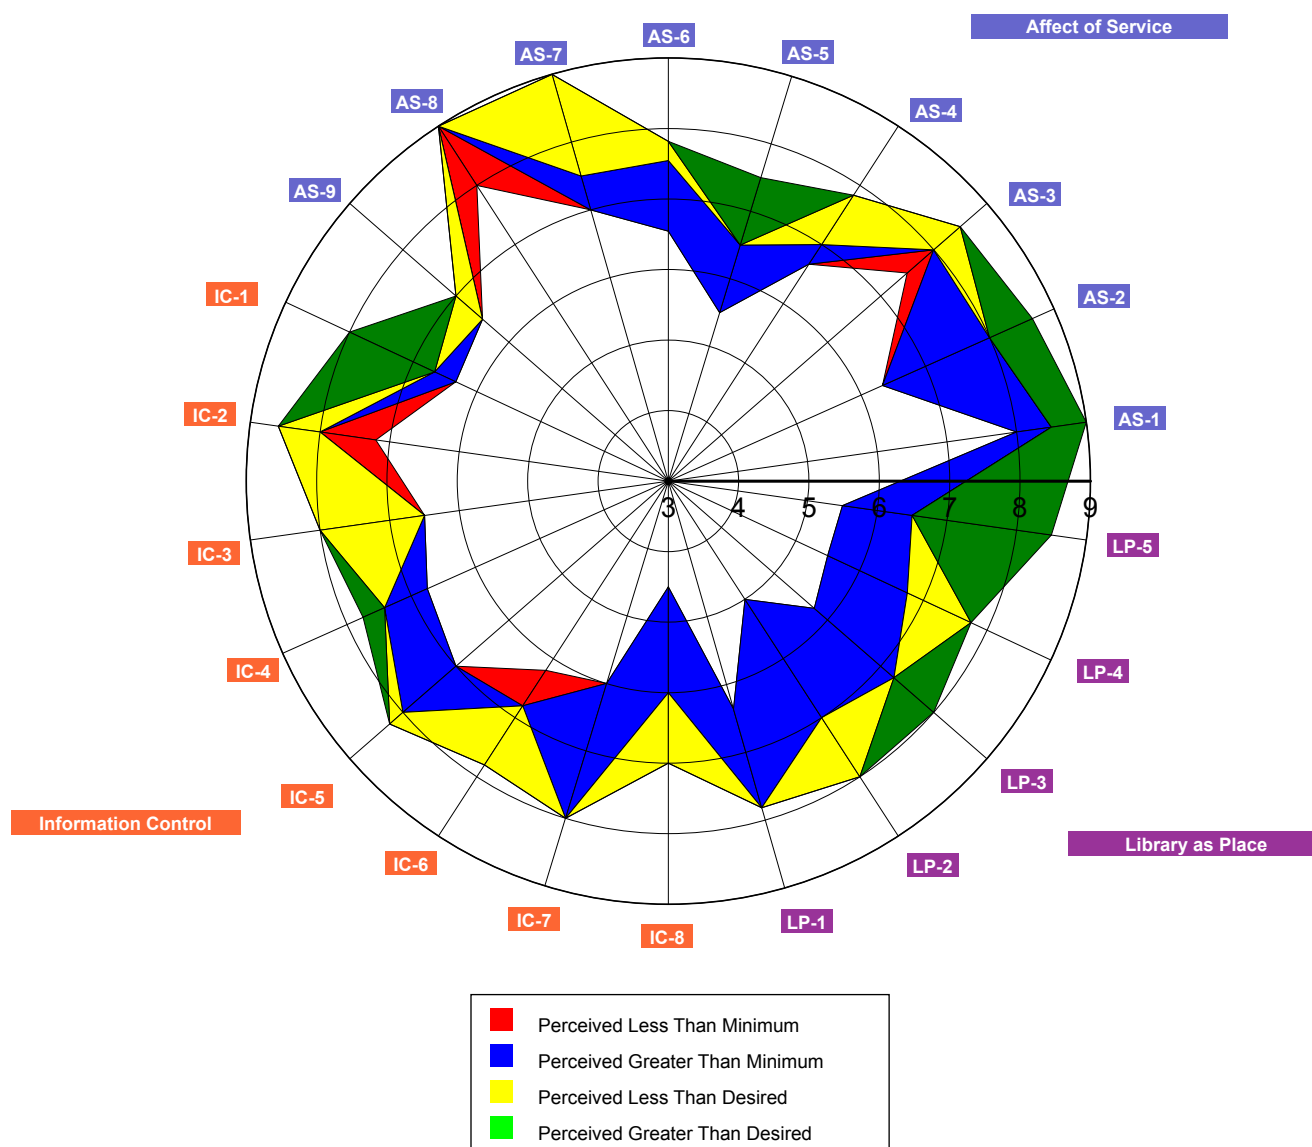 Affect of Service
AS-6
AS-7
AS-5
AS-8
AS-4
AS-9
AS-3
IC-1
AS-2
IC-2
AS-1
3 4 5 6 7 8 9
IC-3
LP-5
IC-4
LP-4
IC-5
LP-3
Information Control
Library as Place
IC-6
LP-2
IC-7
LP-1
IC-8
Perceived Less Than Minimum
Perceived Greater Than Minimum
Perceived Less Than Desired
Perceived Greater Than Desired